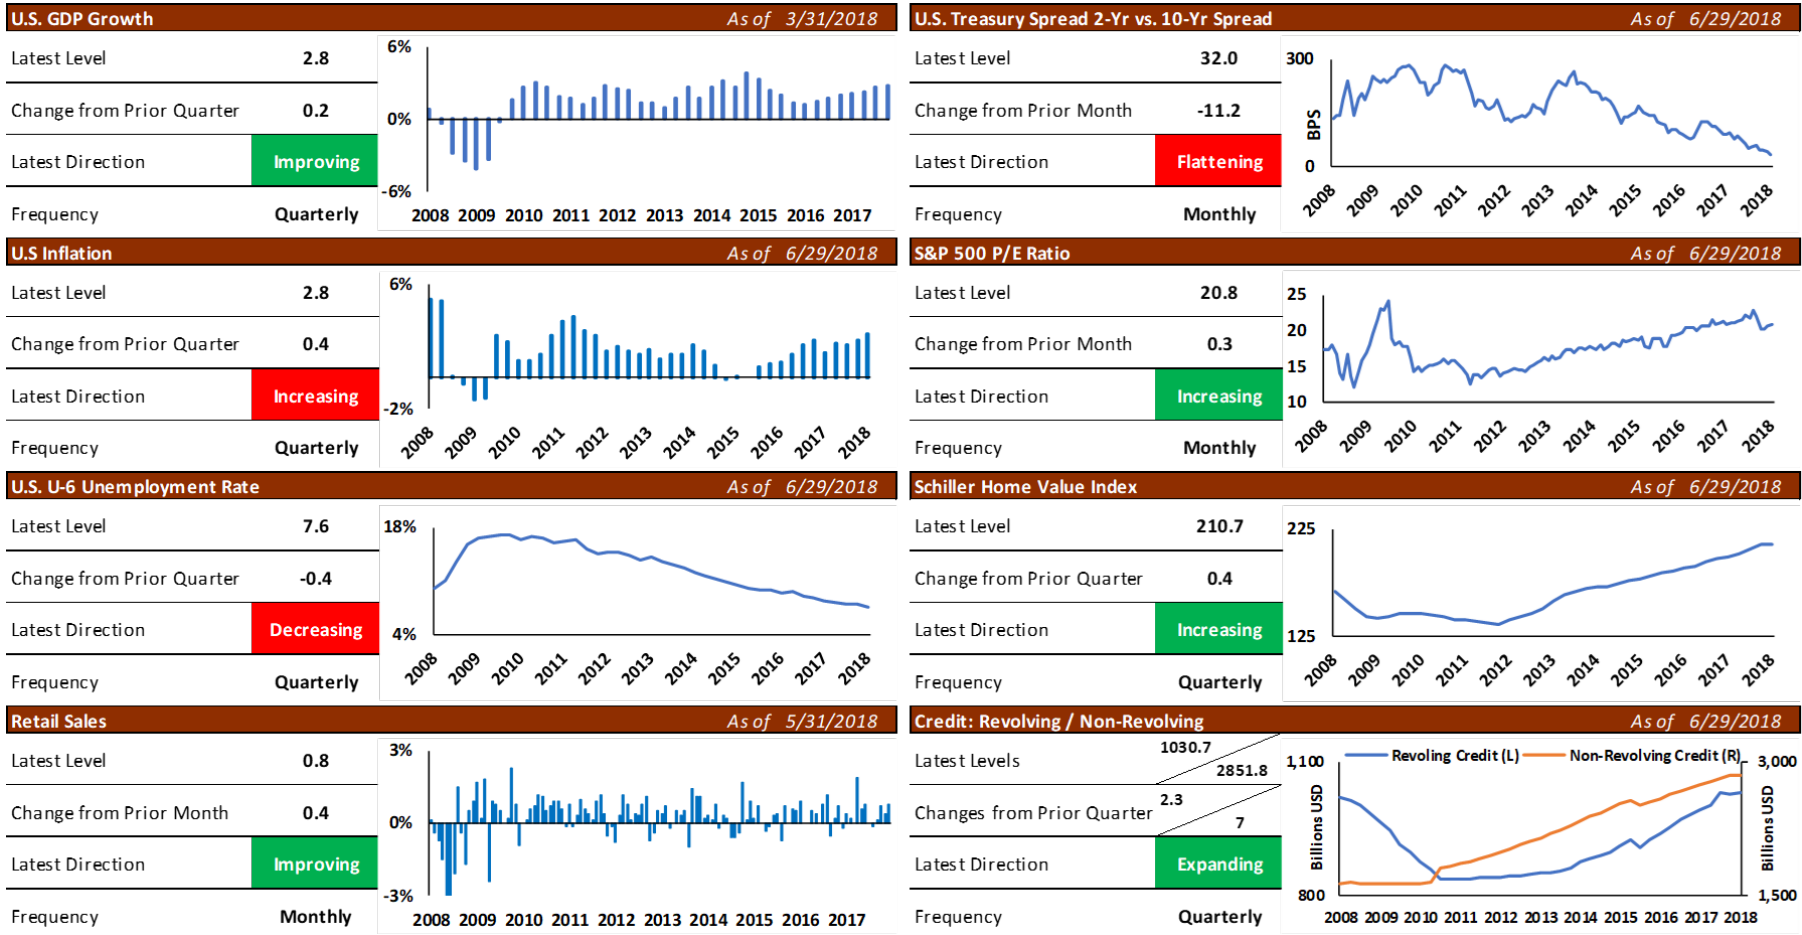 U.S. GDP Growth As of 3/31/2018
Latest Level 2.8
Change from Prior Quarter 0.2
Latest Direction Improving
Frequency Quarterly
6%
0%
-6%
2008 2009 2010 2011 2012 2013 2014 2015 2016 2017
U.S. Treasury Spread 2-Yr vs. 10-Yr Spread As of 6/29/2018
Latest Level 32.0
Change from Prior Month -11.2
Latest Direction Flattening
Frequency Monthly
300
BPS
0
2008 2009 2010 2011 2012 2013 2014 2015 2016 2017 2018
U.S Inflation As of 6/29/2018
Latest Level 2.8
Change from Prior Quarter 0.4
Latest Direction Increasing
Frequency Quarterly
6%
-2%
2008 2009 2010 2011 2012 2013 2014 2015 2016 2017 2018
S&P 500 P/E Ratio As of 6/29/2018
Latest Level 20.8
Change from Prior Month 0.3
Latest Direction Increasing
Frequency Monthly
25
20
15
10
2008 2009 2010 2011 2012 2013 2014 2015 2016 2017 2018
U.S. U-6 Unemployment Rate As of 6/29/2018
Latest Level 7.6
Change from Prior Quarter -0.4
Latest Direction Decreasing
Frequency Quarterly
18%
4%
2008 2009 2010 2011 2012 2013 2014 2015 2016 2017 2018
Schiller Home Value Index As of 6/29/2018
Latest Level 210.7
Change from Prior Quarter 0.4
Latest Direction Increasing
Frequency Quarterly
225
125
2008 2009 2010 2011 2012 2013 2014 2015 2016 2017 2018
Retail Sales As of 5/31/2018
Latest Level 0.8
Change from Prior Month 0.4
Latest Direction Improving
Frequency Monthly
3%
0%
-3%
2008 2009 2010 2011 2012 2013 2014 2015 2016 2017
Credit: Revolving / Non-Revolving As of 6/29/2018
Latest Levels 1030.7 2851.8
Changes from Prior Quarter 2.3 7
Latest Direction Expanding
Frequency Quarterly
Revoling Credit (L) Non-Revolving Credit (R)
1,100 3,000
Billions USD Billions USD
800 1,500
2008 2009 2010 2011 2012 2013 2014 2015 2016 2017 2018